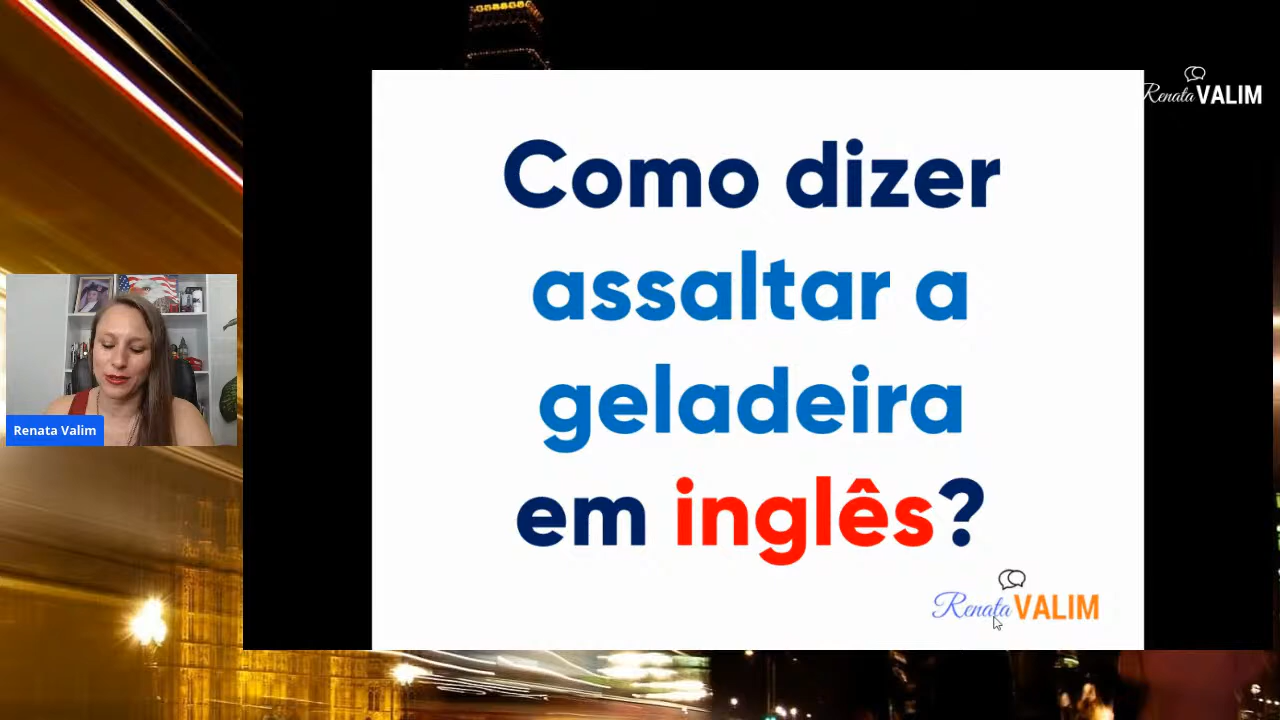 Renata VALIM
Como dizer
assaltar a
geladeira
em inglês?
Renata Valim
Renata VALIM